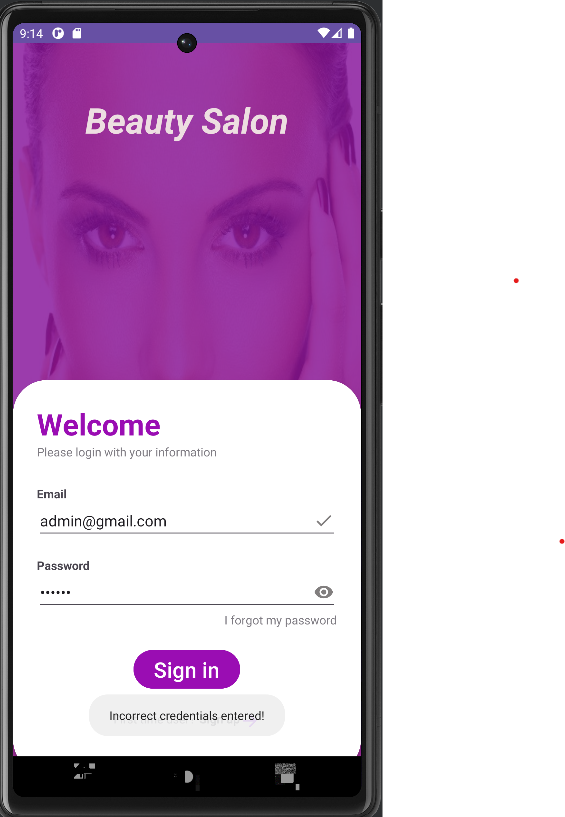 9:14
Beauty Salon
Welcome
Please login with your information
Email
admin@gmail.com
Password
••••••
I forgot my password
Sign in
Incorrect credentials entered!